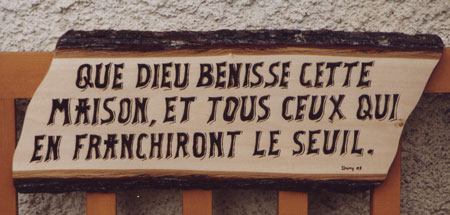 QUE DIEU BENISSE CETTE
MAISON, ET TOUS CEUX QUI
EN FRANCHIRONT LE SEUIL.